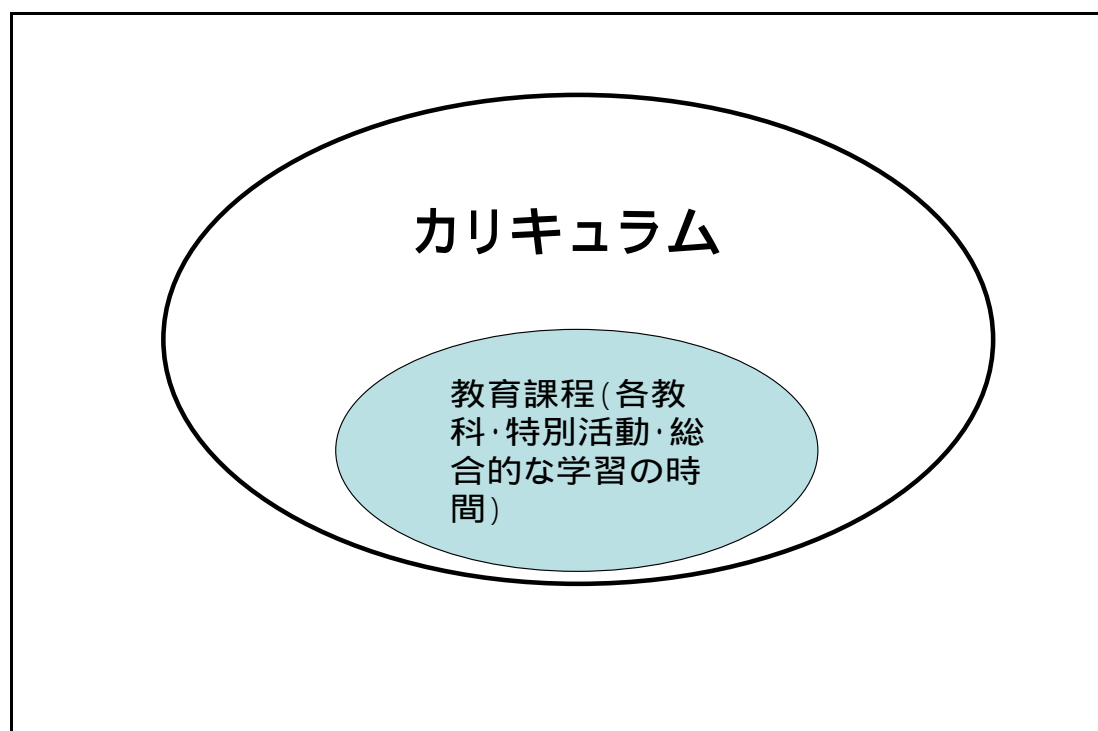 カリキュラム
教育課程(各教
科・特別活動・総
合的な学習の時
間)